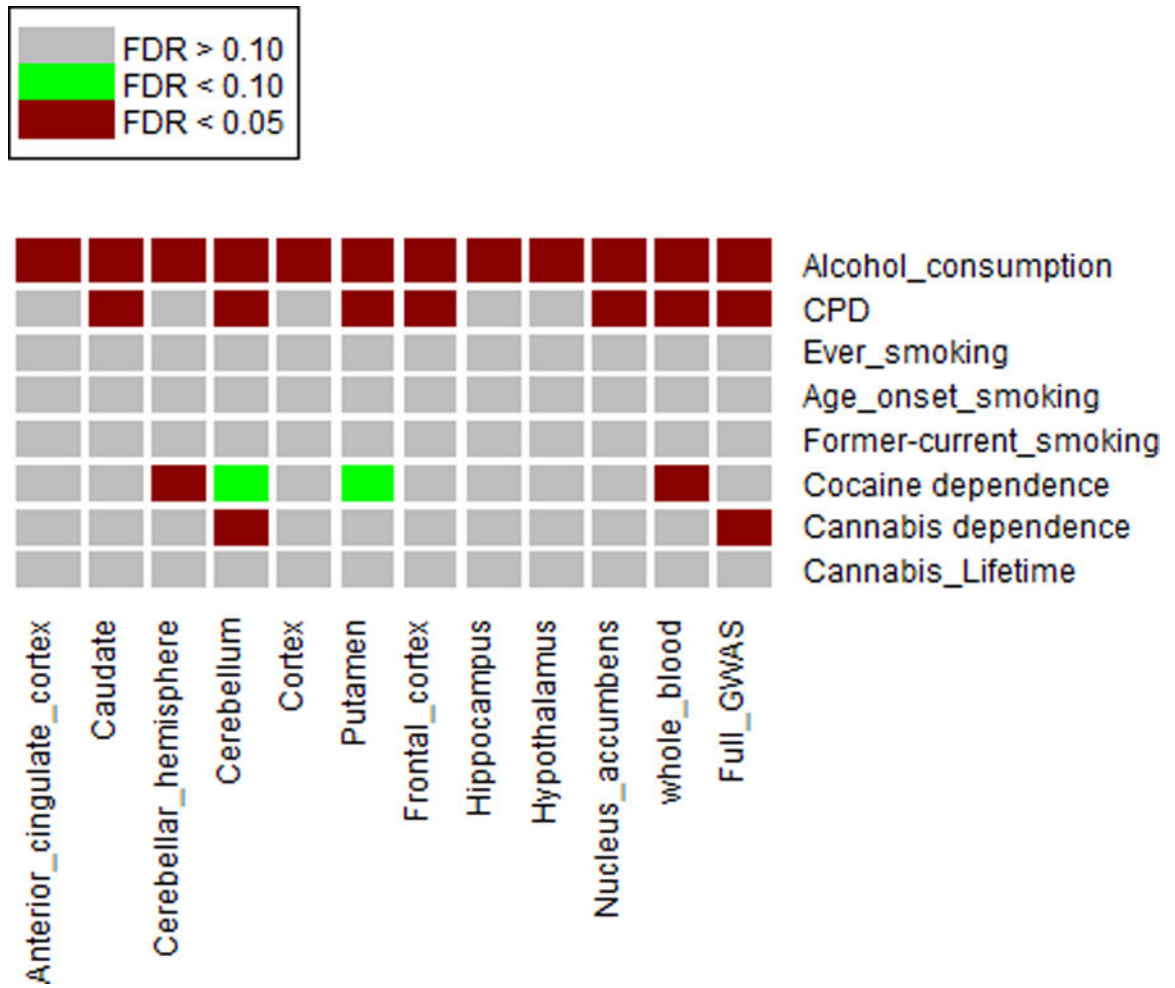 FDR > 0.10
FDR < 0.10
FDR < 0.05
Alcohol_consumption
CPD
Ever_smoking
Age_onset_smoking
Former-current_smoking
Cocaine dependence
Cannabis dependence
Cannabis_Lifetime
Anterior_cingulate_cortex
Caudate
Cerebellar_hemisphere
Cerebellum
Cortex
Putamen
Frontal_cortex
Hippocampus
Hypothalamus
Nucleus_accumbens
whole_blood
Full_GWAS